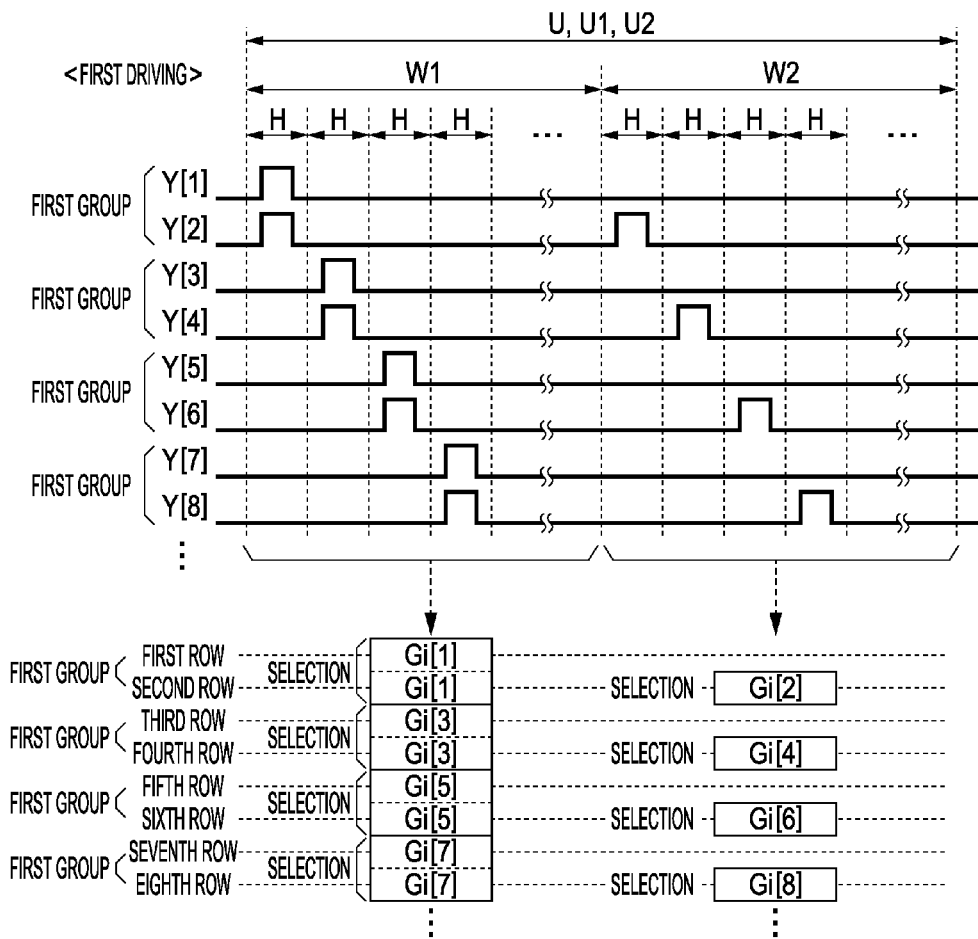 U, U1, U2
<FIRST DRIVING>
W1 W2
H H H H ... H H H H ...
FIRST GROUP
Y[1]
Y[2]
FIRST GROUP
Y[3]
Y[4]
FIRST GROUP
Y[5]
Y[6]
FIRST GROUP
Y[7]
Y[8]
FIRST GROUP
FIRST ROW
SECOND ROW
SELECTION
Gi[1]
Gi[1]
SELECTION Gi[2]
FIRST GROUP
THIRD ROW
FOURTH ROW
SELECTION
Gi[3]
Gi[3]
SELECTION Gi[4]
FIRST GROUP
FIFTH ROW
SIXTH ROW
SELECTION
Gi[5]
Gi[5]
SELECTION Gi[6]
FIRST GROUP
SEVENTH ROW
EIGHTH ROW
SELECTION
Gi[7]
Gi[7]
SELECTION Gi[8]